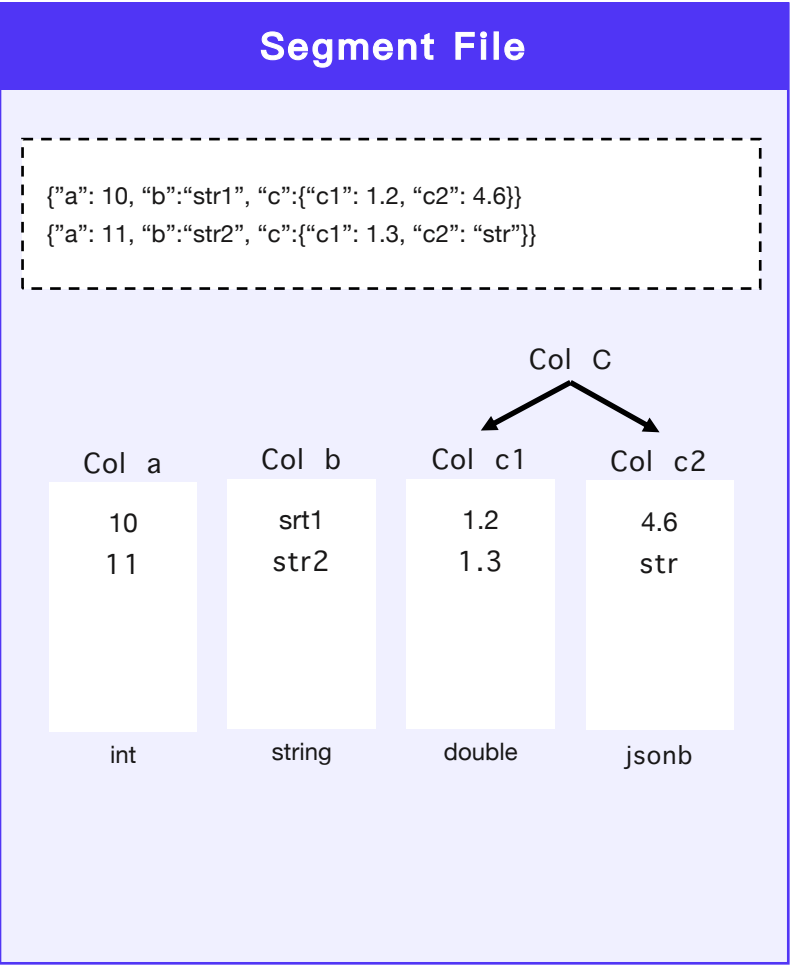 Segment File
{”a”: 10, “b”:“str1”, “c”:{“c1”: 1.2, “c2”: 4.6}}
{”a”: 11, “b”:“str2”, “c”:{“c1”: 1.3, “c2”: “str”}}
Col C
Col a Col b Col c1 Col c2
10 srt1 1.2 4.6
11 str2 1.3 str
int string double jsonb